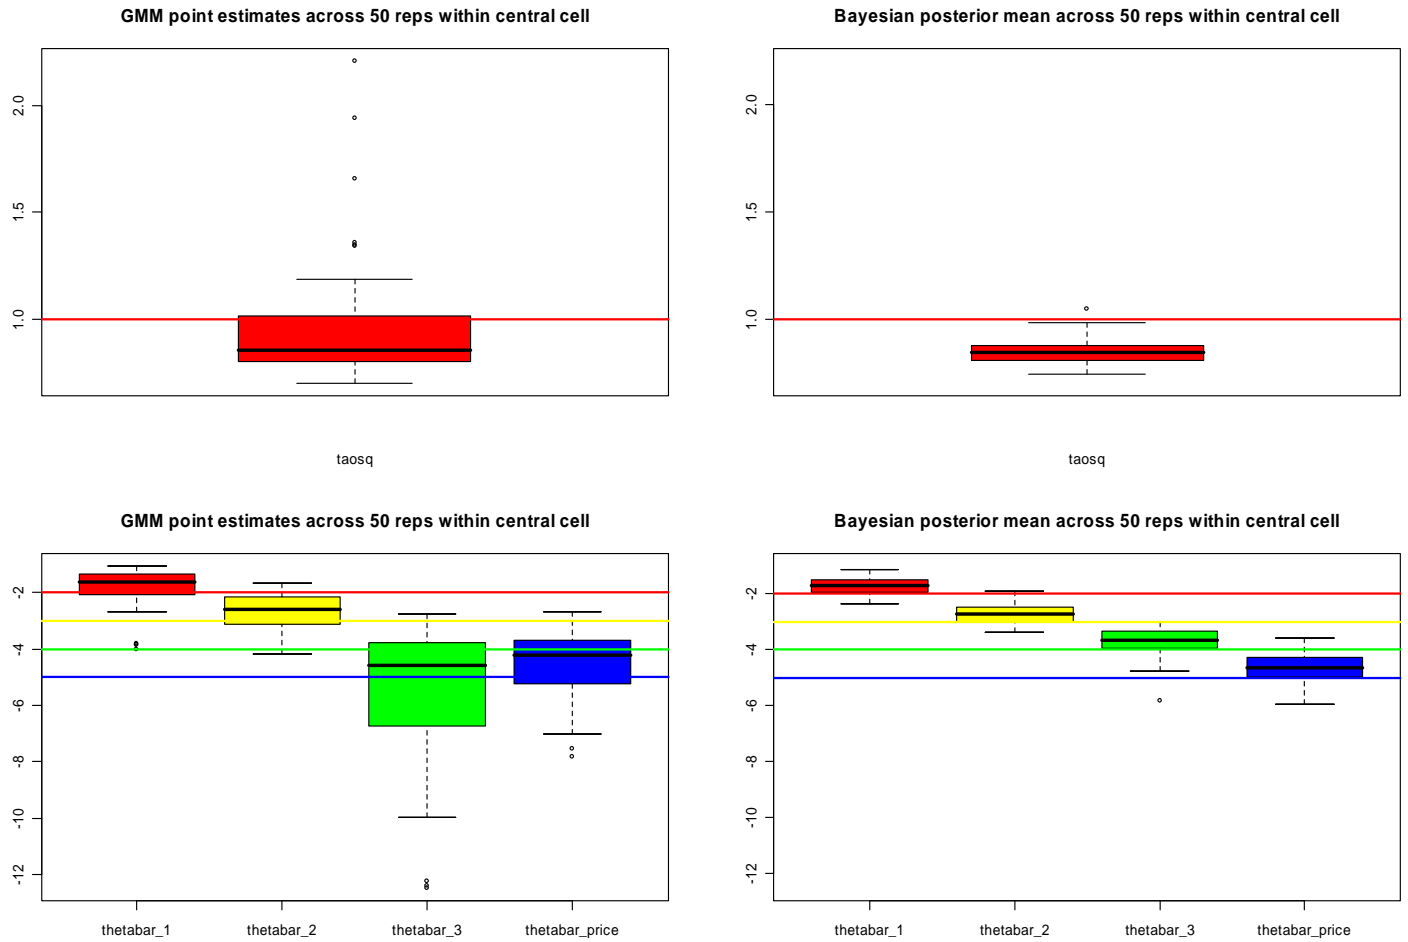 GMM point estimates across 50 reps within central cell
2.0
1.5
1.0
taosq
Bayesian posterior mean across 50 reps within central cell
2.0
1.5
1.0
taosq
GMM point estimates across 50 reps within central cell
-2
-4
-6
-8
-10
-12
thetabar_1 thetabar_2 thetabar_3 thetabar_price
Bayesian posterior mean across 50 reps within central cell
-2
-4
-6
-8
-10
-12
thetabar_1 thetabar_2 thetabar_3 thetabar_price